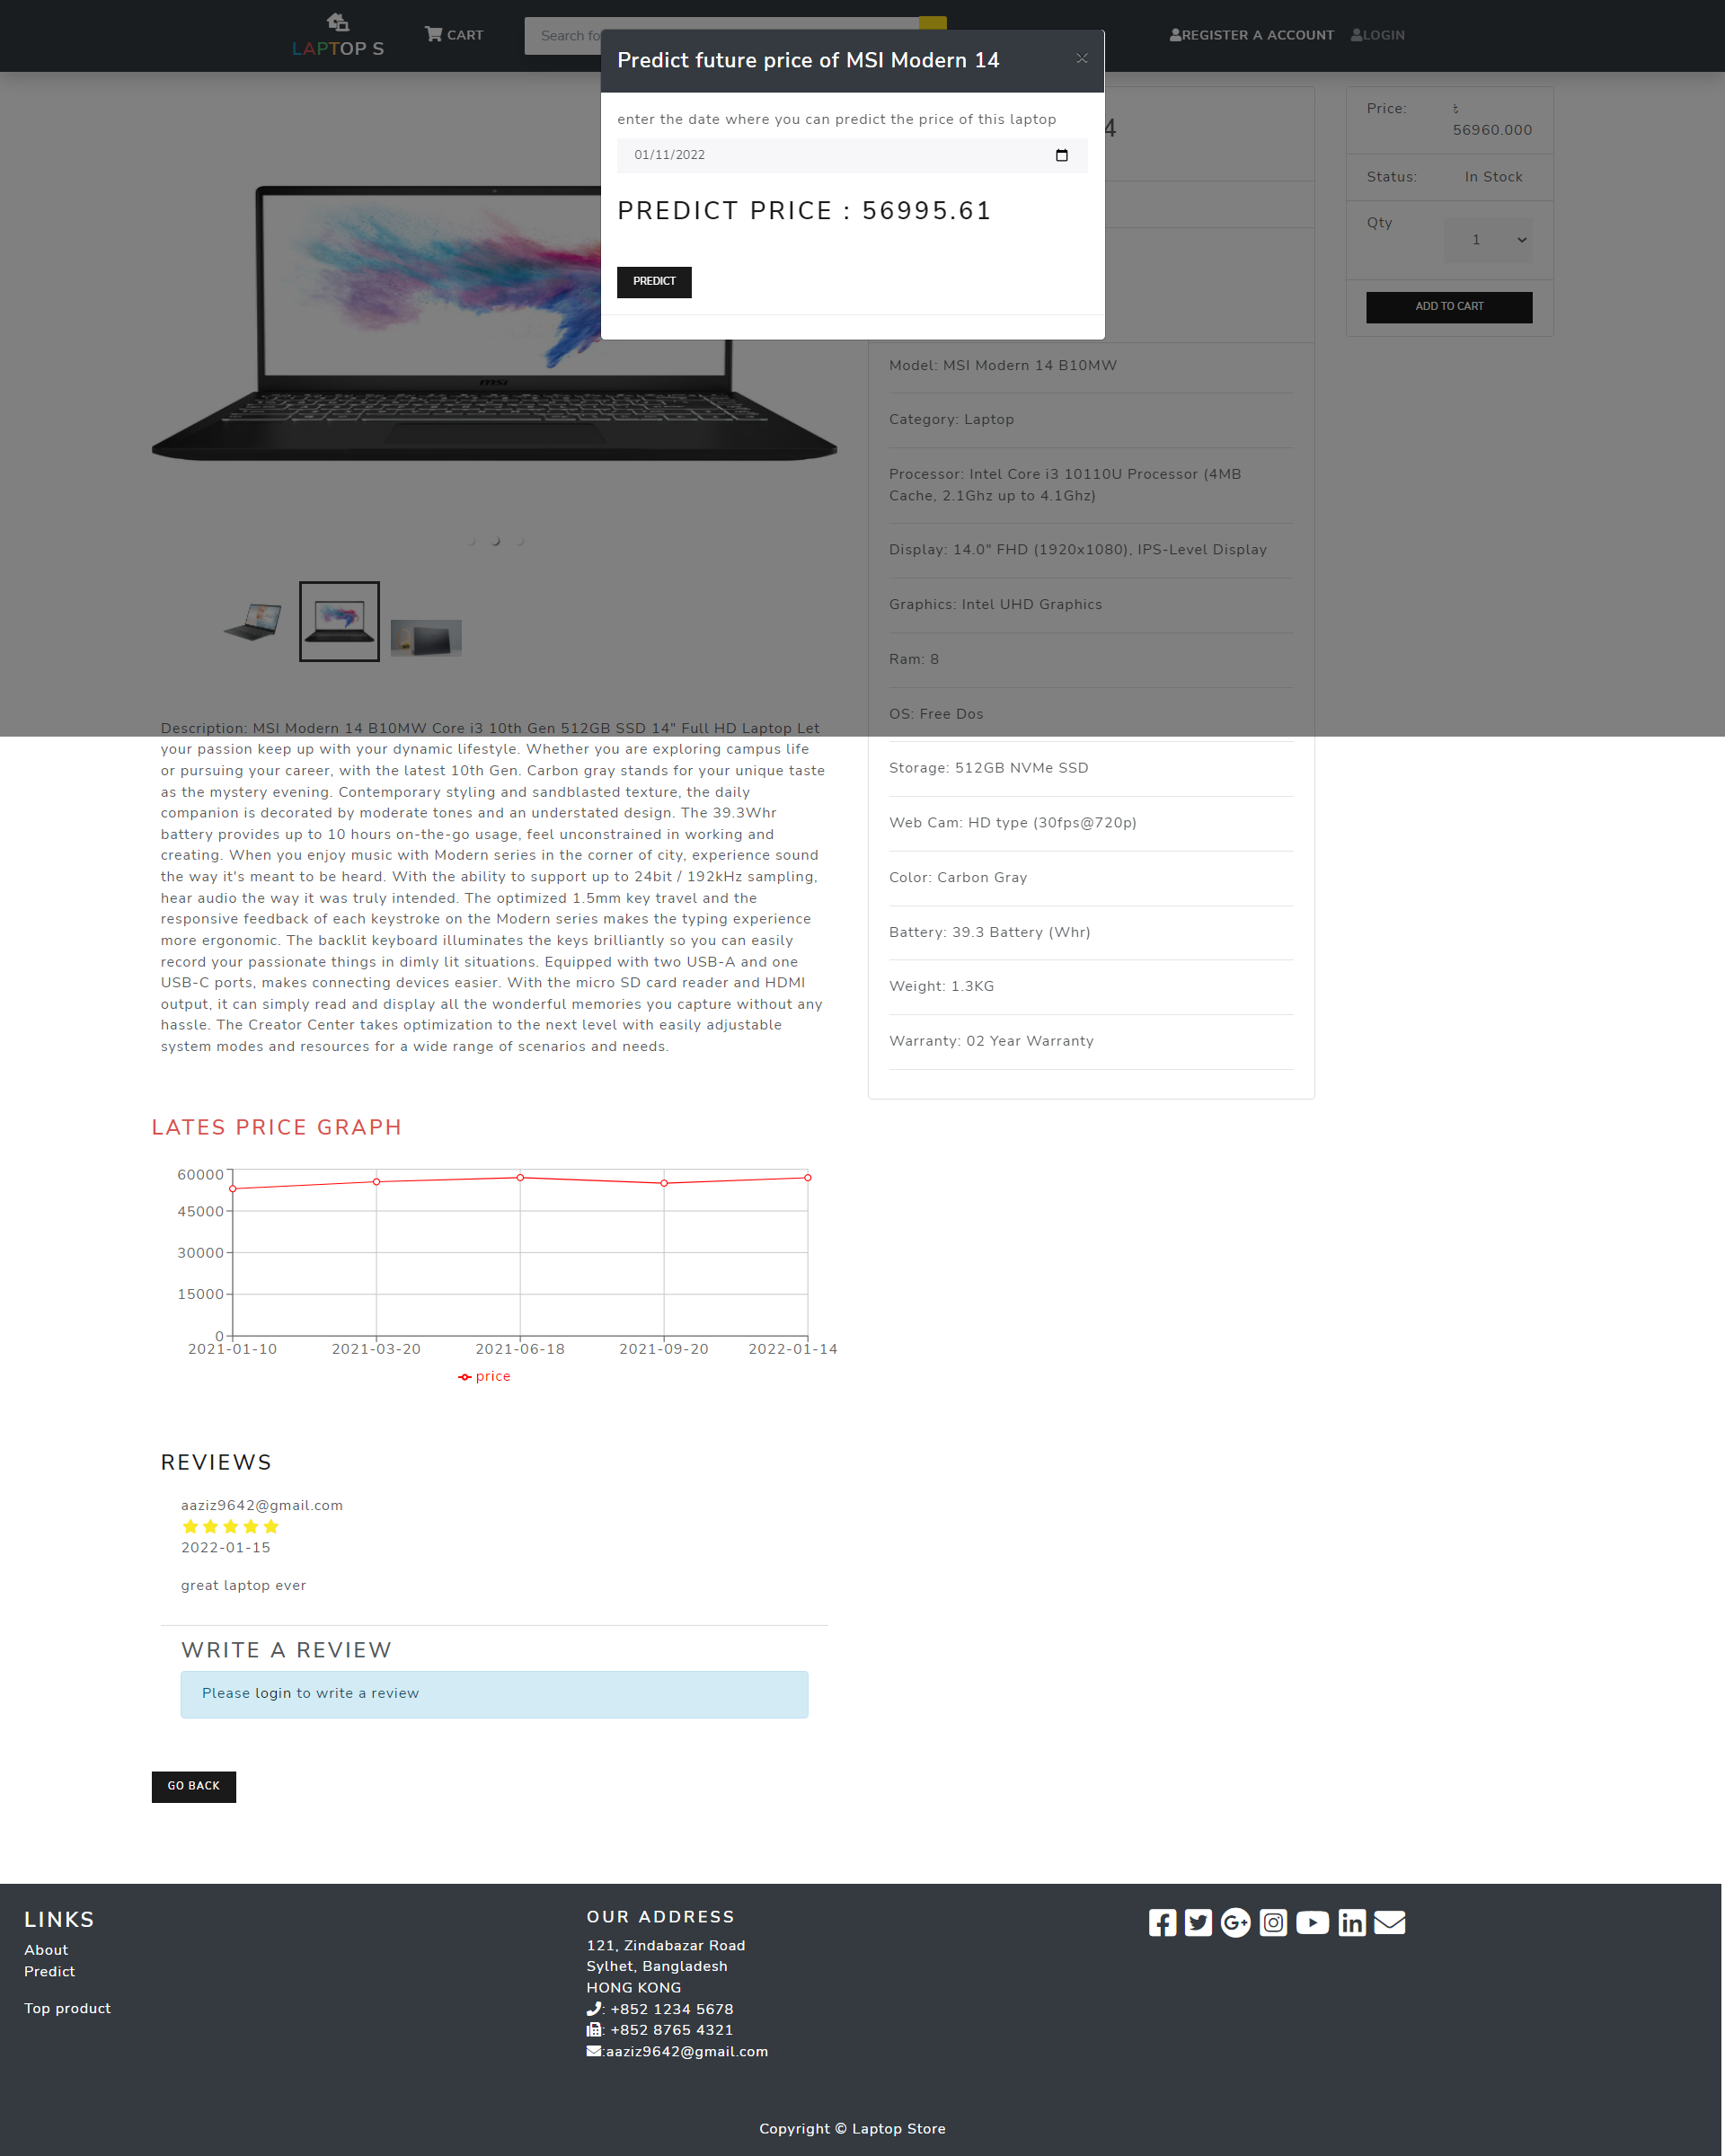 LAPTOP S
CART
Search fo
REGISTER A ACCOUNT
LOGIN
Predict future price of MSI Modern 14
×
enter the date where you can predict the price of this laptop
01/11/2022
PREDICT PRICE : 56995.61
PREDICT
4
Price:
৳
56960.000
Status:
In Stock
Qty
1
ADD TO CART
msi
Model: MSI Modern 14 B10MW
Category: Laptop
Processor: Intel Core i3 10110U Processor (4MB
Cache, 2.1Ghz up to 4.1Ghz)
Display: 14.0" FHD (1920x1080), IPS-Level Display
Graphics: Intel UHD Graphics
Ram: 8
OS: Free Dos
Storage: 512GB NVMe SSD
Web Cam: HD type (30fps@720p)
Color: Carbon Gray
Battery: 39.3 Battery (Whr)
Weight: 1.3KG
Warranty: 02 Year Warranty
Description: MSI Modern 14 B10MW Core i3 10th Gen 512GB SSD 14" Full HD Laptop Let
your passion keep up with your dynamic lifestyle. Whether you are exploring campus life
or pursuing your career, with the latest 10th Gen. Carbon gray stands for your unique taste
as the mystery evening. Contemporary styling and sandblasted texture, the daily
companion is decorated by moderate tones and an understated design. The 39.3Whr
battery provides up to 10 hours on-the-go usage, feel unconstrained in working and
creating. When you enjoy music with Modern series in the corner of city, experience sound
the way it's meant to be heard. With the ability to support up to 24bit / 192kHz sampling,
hear audio the way it was truly intended. The optimized 1.5mm key travel and the
responsive feedback of each keystroke on the Modern series makes the typing experience
more ergonomic. The backlit keyboard illuminates the keys brilliantly so you can easily
record your passionate things in dimly lit situations. Equipped with two USB-A and one
USB-C ports, makes connecting devices easier. With the micro SD card reader and HDMI
output, it can simply read and display all the wonderful memories you capture without any
hassle. The Creator Center takes optimization to the next level with easily adjustable
system modes and resources for a wide range of scenarios and needs.
LATES PRICE GRAPH
60000
45000
30000
15000
0
2021-01-10
2021-03-20
2021-06-18
2021-09-20
2022-01-14
price
REVIEWS
aaziz9642@gmail.com
2022-01-15
great laptop ever
WRITE A REVIEW
Please login to write a review
GO BACK
LINKS
About
Predict
Top product
OUR ADDRESS
121, Zindabazar Road
Sylhet, Bangladesh
HONG KONG
: +852 1234 5678
: +852 8765 4321
:aaziz9642@gmail.com
Copyright © Laptop Store